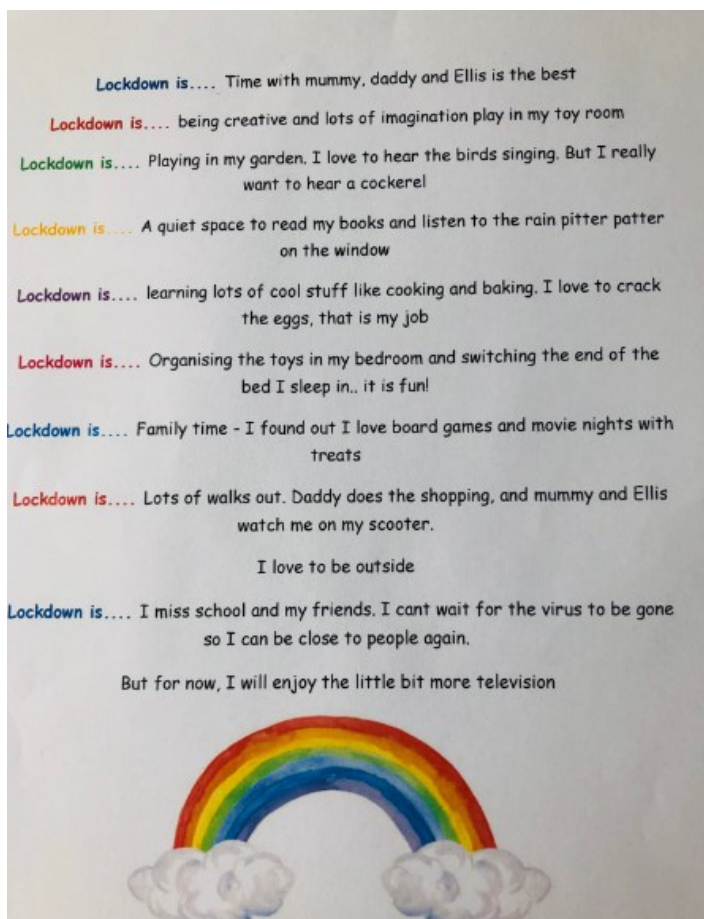 Lockdown is.... Time with mummy, daddy and Ellis is the best
Lockdown is.... being creative and lots of imagination play in my toy room
Lockdown is.... Playing in my garden. I love to hear the birds singing. But I really
want to hear a cockerel
Lockdown is.... A quiet space to read my books and listen to the rain pitter patter
on the window
Lockdown is.... learning lots of cool stuff like cooking and baking. I love to crack
the eggs, that is my job
Lockdown is.... Organising the toys in my bedroom and switching the end of the
bed I sleep in.. it is fun!
Lockdown is.... Family time - I found out I love board games and movie nights with
treats
Lockdown is.... Lots of walks out. Daddy does the shopping, and mummy and Ellis
watch me on my scooter.
I love to be outside
Lockdown is.... I miss school and my friends. I cant wait for the virus to be gone
so I can be close to people again.
But for now, I will enjoy the little bit more television